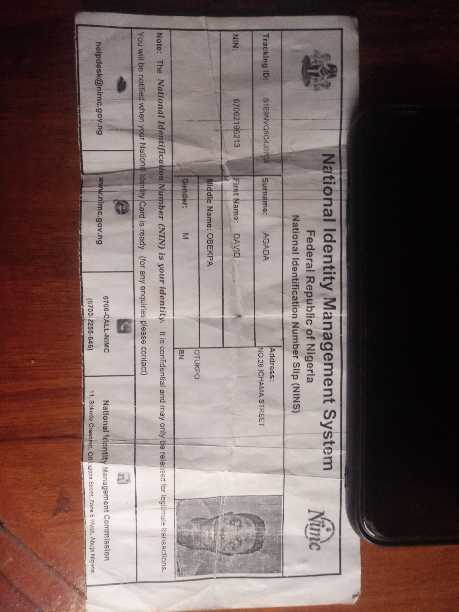 National Identity Management System
Federal Republic of Nigeria
National Identification Number Slip (NINS)
Nimc
Tracking ID:
Surname: AGADA
Address:
NO.26 ICHAMA STREET
NIN: 67062190213
First Name: DAVID
Middle Name: OBEKPA
OTUKPO
Gender: M
BN
Note: The National Identification Number (NIN) is your identity. It is confidential and may only be released for legitimate transactions.
You will be notified when your National Identity Card is ready (for any enquiries please contact)
helpdesk@nimc.gov.ng
www.nimc.gov.ng
0700-CALL-NIMC
(0700-2255-646)
National Identity Management Commission
11, Sokode Crescent, Off Street, Zone 5 Wuse, Abuja Nigeria